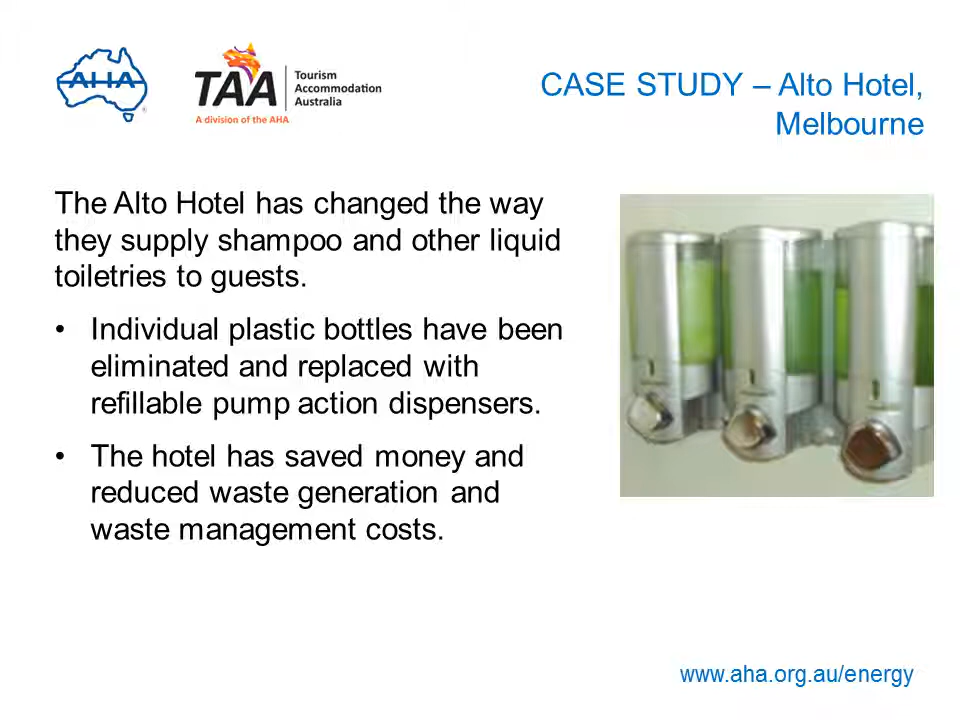 AHA
TAA
Tourism
Accommodation
Australia
A division of the AHA
CASE STUDY – Alto Hotel,
Melbourne
The Alto Hotel has changed the way
they supply shampoo and other liquid
toiletries to guests.
• Individual plastic bottles have been
eliminated and replaced with
refillable pump action dispensers.
• The hotel has saved money and
reduced waste generation and
waste management costs.
www.aha.org.au/energy